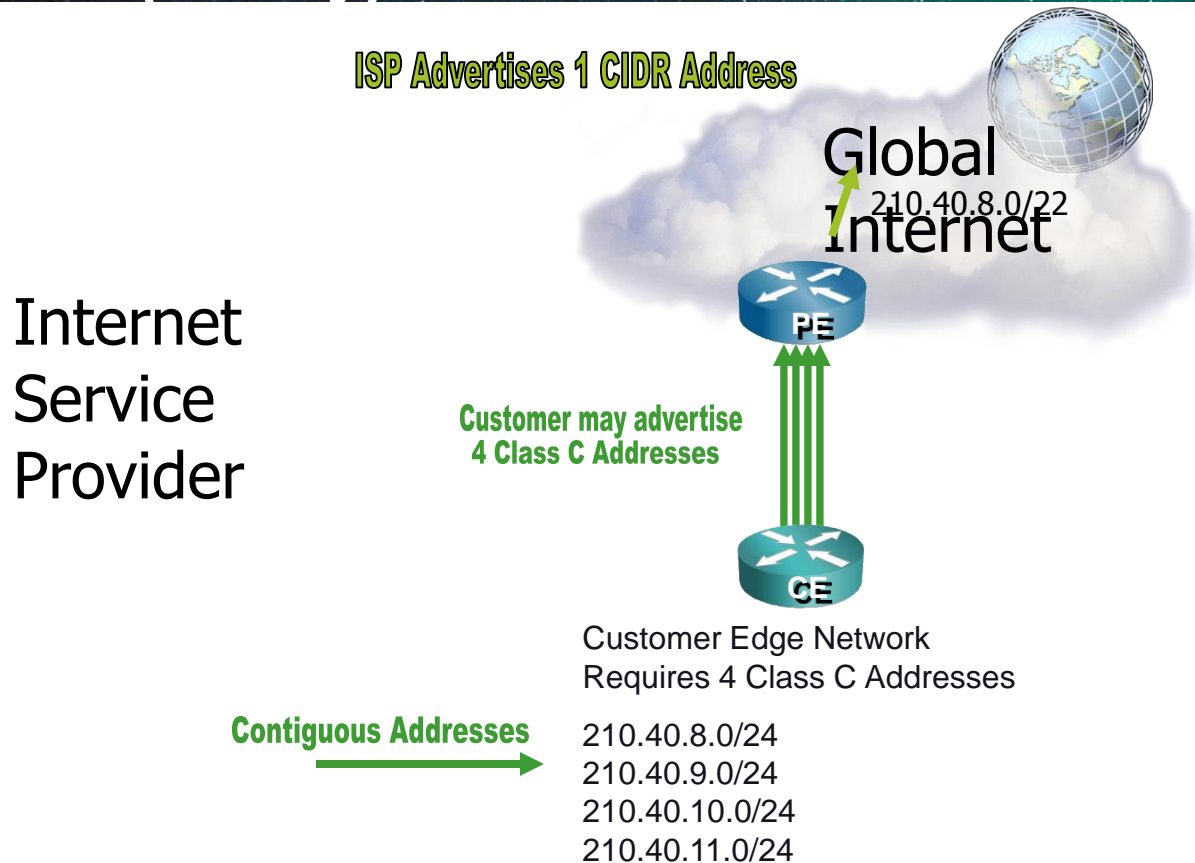 ISP Advertises 1 CIDR Address
Global
210.40.8.0/22
Internet
PE
Internet
Service
Provider
Customer may advertise
4 Class C Addresses
CE
Customer Edge Network
Requires 4 Class C Addresses
Contiguous Addresses
210.40.8.0/24
210.40.9.0/24
210.40.10.0/24
210.40.11.0/24